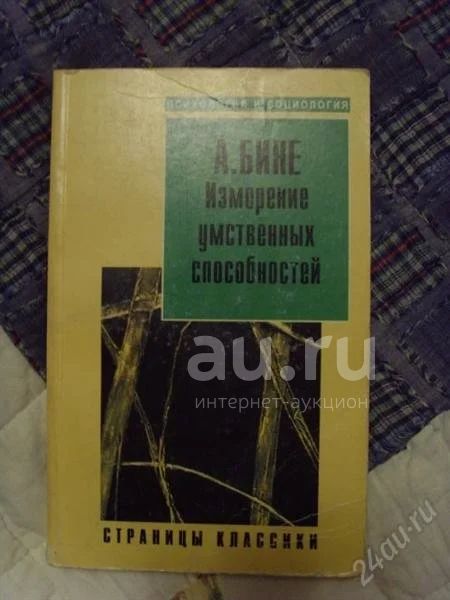 ПСИХОЛОГИЯ И СОЦИОЛОГИЯ
А.БИНЕ
Измерение
умственных
способностей
au.ru
интернет-аукцион
СТРАНИЦЫ КЛАССИКИ
24au.ru